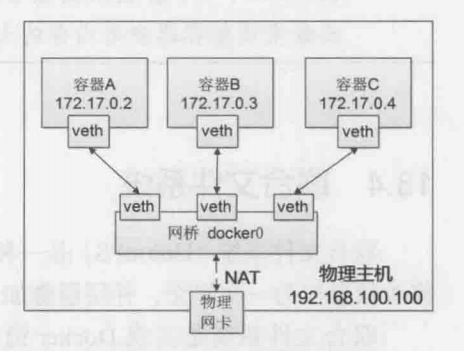 容器A
172.17.0.2
veth
容器B
172.17.0.3
veth
容器C
172.17.0.4
veth
veth
veth
veth
网桥 docker0
NAT
物理主机
192.168.100.100
物理
网卡